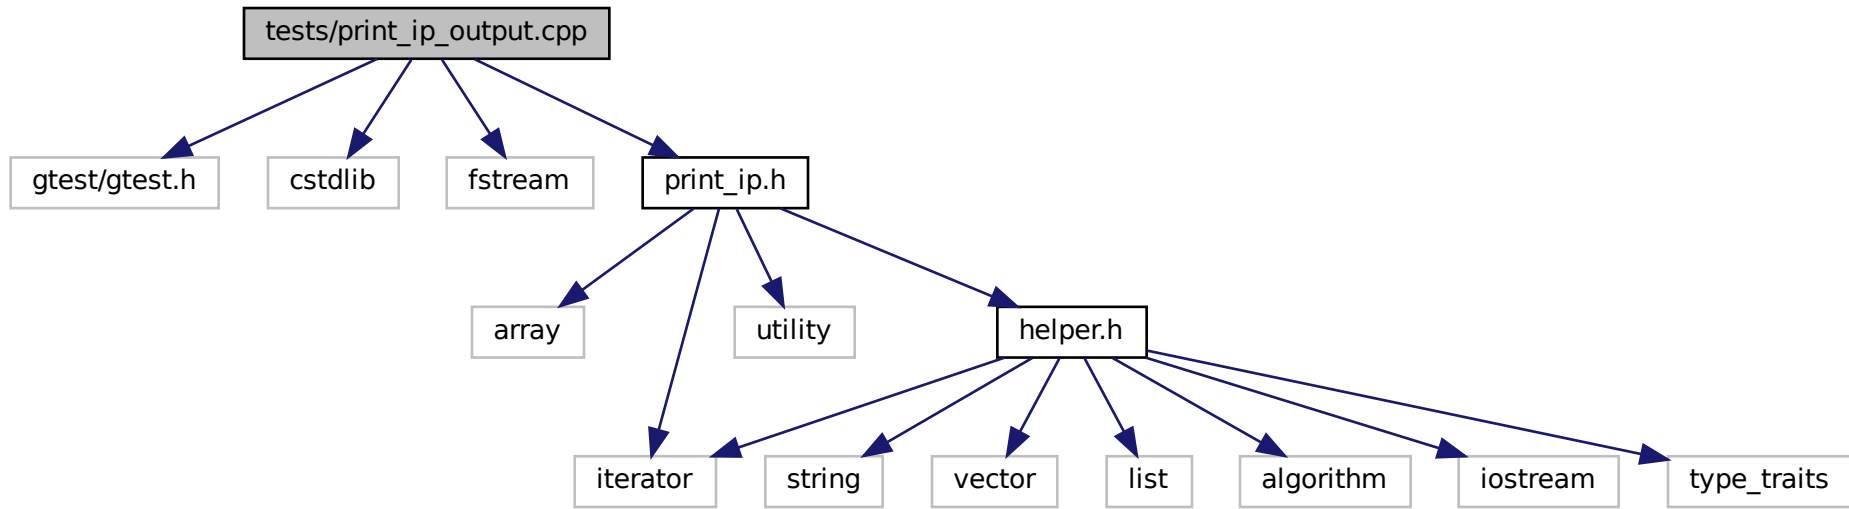 tests/print_ip_output.cpp
gtest/gtest.h
cstdlib
fstream
print_ip.h
array
utility
helper.h
iterator
string
vector
list
algorithm
iostream
type_traits